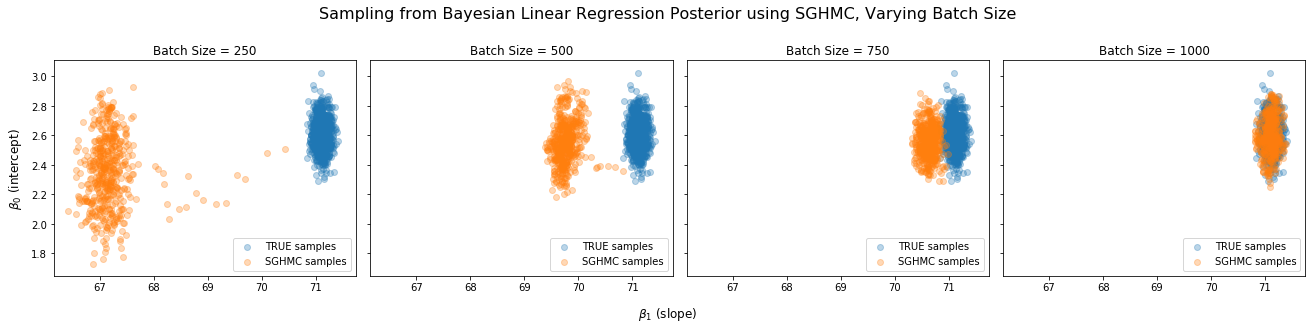 Sampling from Bayesian Linear Regression Posterior using SGHMC, Varying Batch Size
Batch Size = 250
3.0
2.8
2.6
2.4
2.2
2.0
1.8
β0 (intercept)
67 68 69 70 71
TRUE samples
SGHMC samples
Batch Size = 500
67 68 69 70 71
TRUE samples
SGHMC samples
Batch Size = 750
67 68 69 70 71
TRUE samples
SGHMC samples
Batch Size = 1000
67 68 69 70 71
TRUE samples
SGHMC samples
β1 (slope)